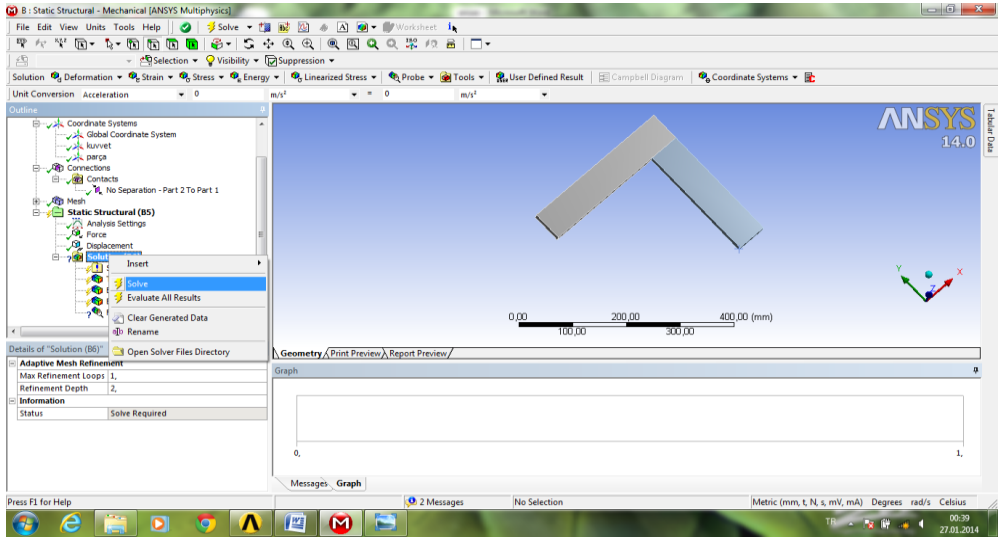 B : Static Structural - Mechanical [ANSYS Multiphysics]
File Edit View Units Tools Help Solve Worksheet
Selection Visibility Suppression
Solution Deformation Strain Stress Energy Linearized Stress Probe Tools User Defined Result Campbell Diagram Coordinate Systems
Unit Conversion Acceleration 0 m/s² = 0 m/s²
Outline
Coordinate Systems
Global Coordinate System
kuvvet
parça
Connections
Contacts
No Separation - Part 2 To Part 1
Mesh
Static Structural (B5)
Analysis Settings
Force
Displacement
Insert
Solve
Evaluate All Results
Clear Generated Data
Rename
Open Solver Files Directory
Details of "Solution (B6)"
Adaptive Mesh Refinement
Max Refinement Loops 1,
Refinement Depth 2,
Information
Status Solve Required
ANSYS
14.0
Tabular Data
Y X
Z
0,00 200,00 400,00 (mm)
100,00 300,00
Geometry Print Preview Report Preview
Graph
0, 1,
Messages Graph
Press F1 for Help 2 Messages No Selection Metric (mm, t, N, s, mV, mA) Degrees rad/s Celsius
TR 00:39
27.01.2014